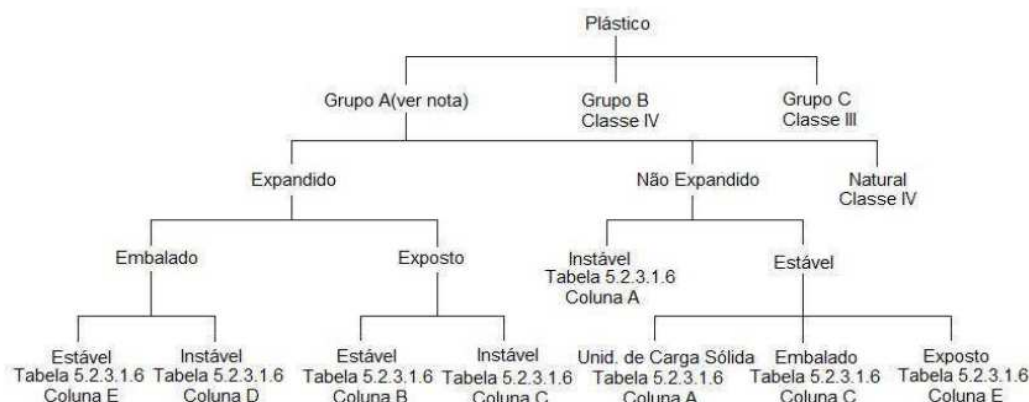 Plástico
Grupo A(ver nota)
Grupo B
Classe IV
Grupo C
Classe III
Expandido
Não Expandido
Natural
Classe IV
Embalado
Exposto
Instável
Tabela 5.2.3.1.6
Coluna A
Estável
Estável
Tabela 5.2.3.1.6
Coluna E
Instável
Tabela 5.2.3.1.6
Coluna D
Estável
Tabela 5.2.3.1.6
Coluna B
Instável
Tabela 5.2.3.1.6
Coluna C
Unid. de Carga Sólida
Tabela 5.2.3.1.6
Coluna A
Embalado
Tabela 5.2.3.1.6
Coluna C
Exposto
Tabela 5.2.3.1.6
Coluna E